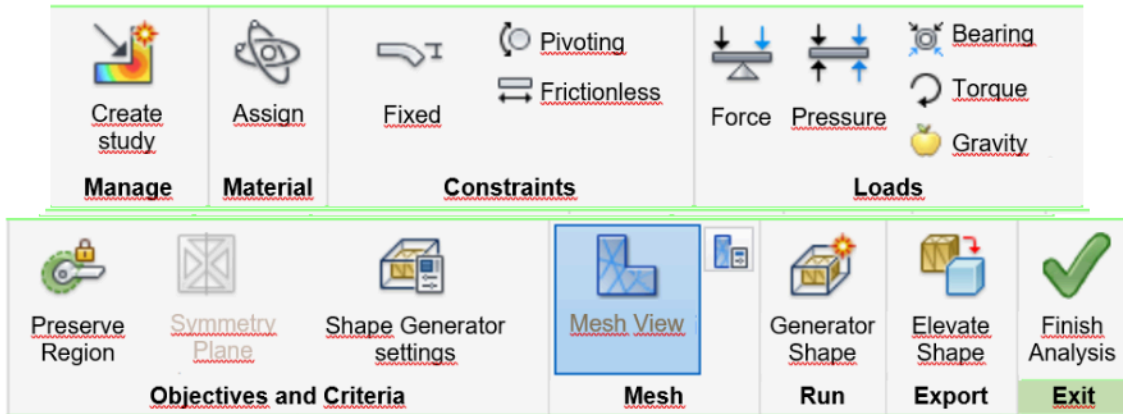 Create study
Assign
Fixed
Pivoting
Frictionless
Force
Pressure
Bearing
Torque
Gravity
Manage
Material
Constraints
Loads
Preserve Region
Symmetry Plane
Shape Generator settings
Mesh View
Generator Shape
Elevate Shape
Finish Analysis
Objectives and Criteria
Mesh
Run
Export
Exit